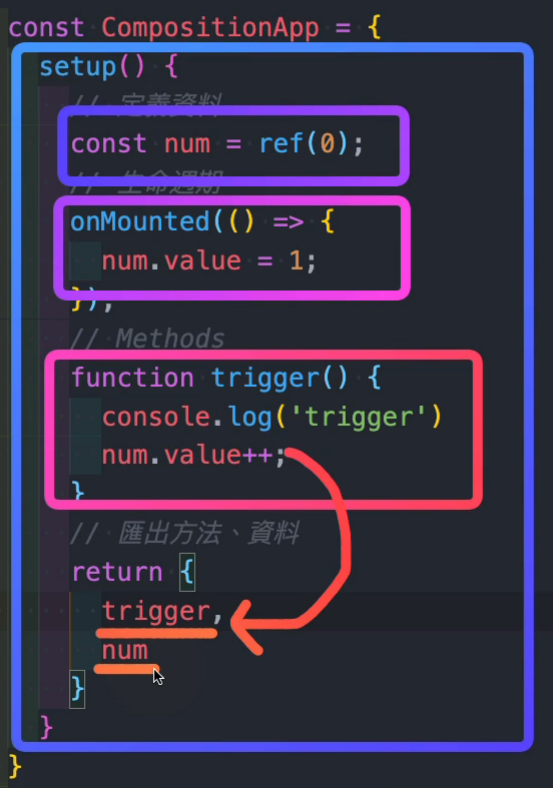 const CompositionApp = {
setup() {
// 定義資料
const num = ref(0);
// 生命週期
onMounted(() => {
num.value = 1;
});
// Methods
function trigger() {
console.log('trigger')
num.value++;
}
// 匯出方法、資料
return {
trigger,
num
}
}
}